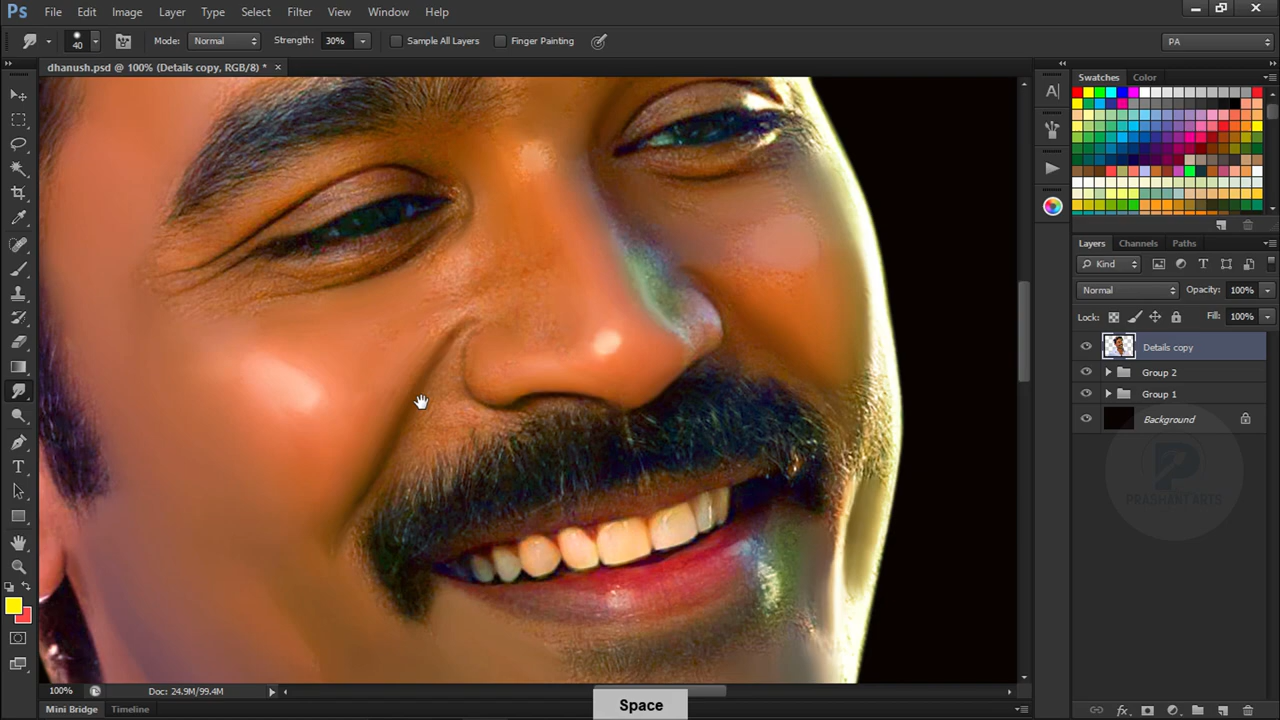 Ps File Edit Image Layer Type Select Filter View Window Help
40 Mode: Normal Strength: 30% Sample All Layers Finger Painting PA
dhanush.psd @ 100% (Details copy, RGB/8) * ×
Swatches Color
Layers Channels Paths
Kind
Normal Opacity: 100%
Lock: Fill: 100%
Details copy
Group 2
Group 1
Background
PRASHANT ARTS
100% Doc: 24.9M/99.4M
Space
Mini Bridge Timeline